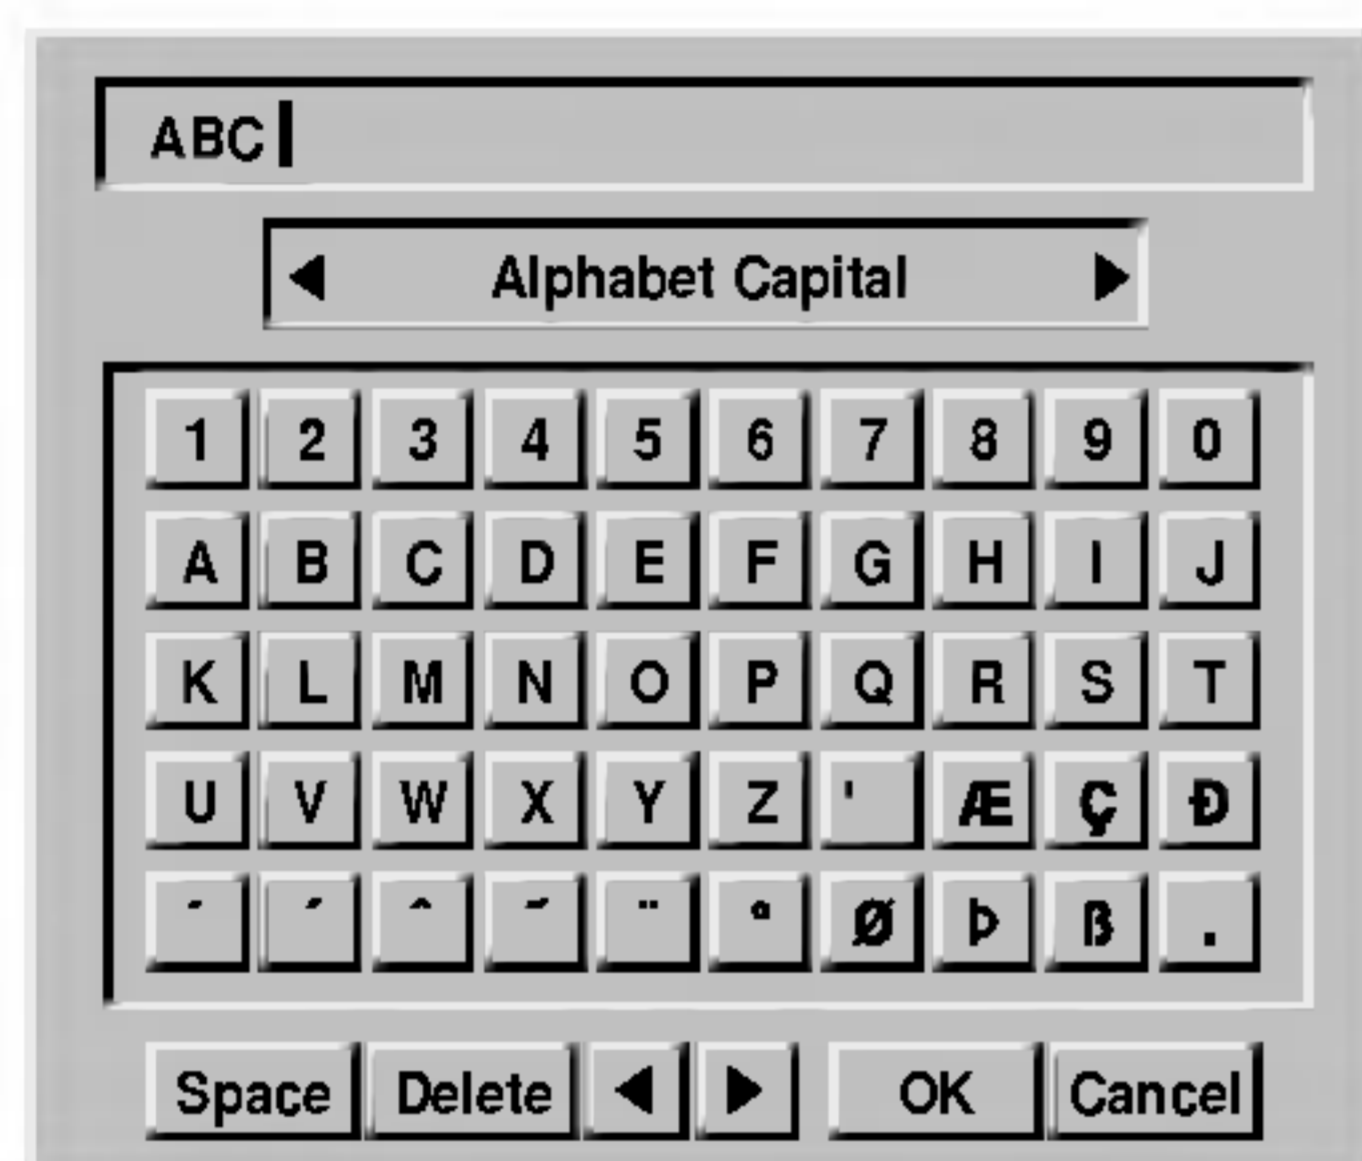 ABC
◀ Alphabet Capital ▶
1 2 3 4 5 6 7 8 9 0
A B C D E F G H I J
K L M N O P Q R S T
U V W X Y Z ' Æ Ç Ð
´ ´ ^ ˜ ¨ ° Ø Þ ß .
Space Delete ◀ ▶ OK Cancel